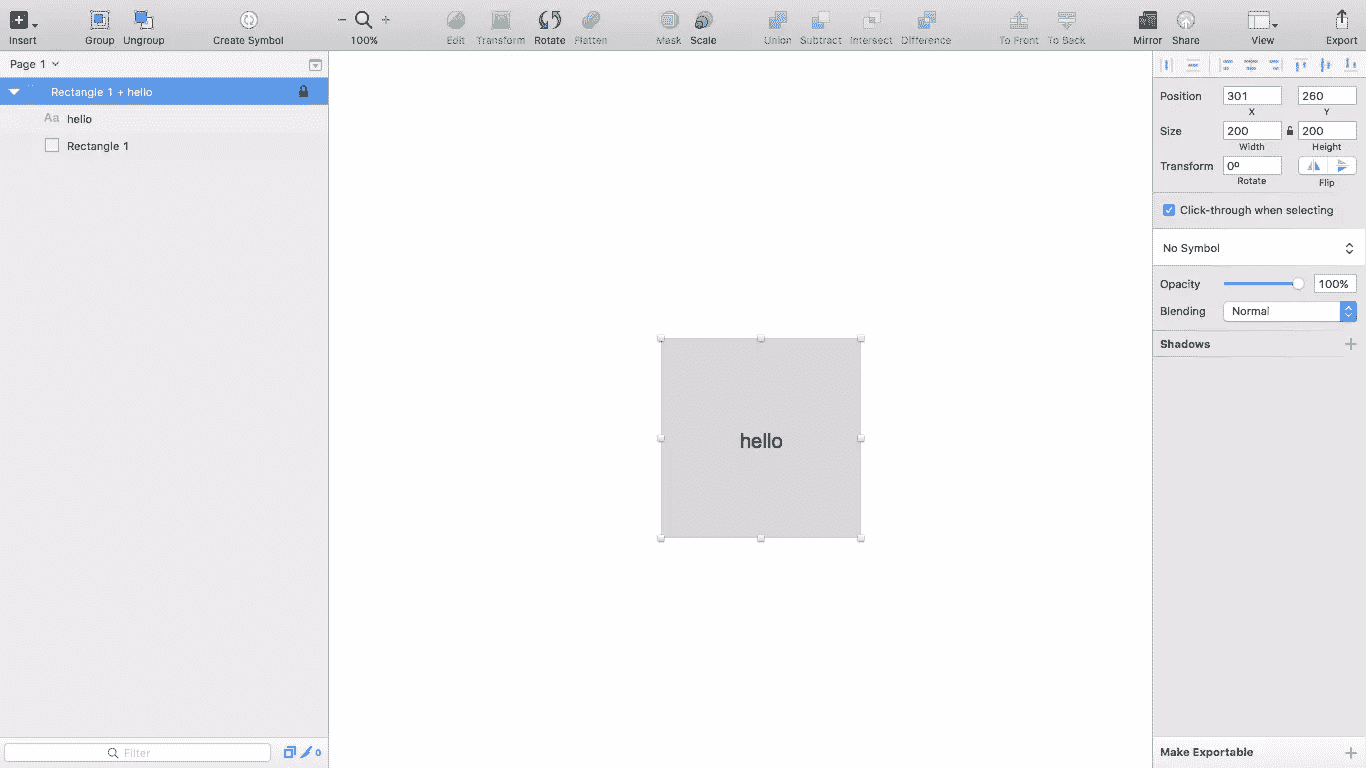 Insert Group Ungroup Create Symbol 100% Edit Transform Rotate Flatten Mask Scale Union Subtract Intersect Difference To Front To Back Mirror Share View Export
Page 1
Rectangle 1 + hello
Aa hello
Rectangle 1
Filter
0
hello
Position 301 260
X Y
Size 200 200
Width Height
Transform 0º
Rotate Flip
Click-through when selecting
No Symbol
Opacity 100%
Blending Normal
Shadows
Make Exportable